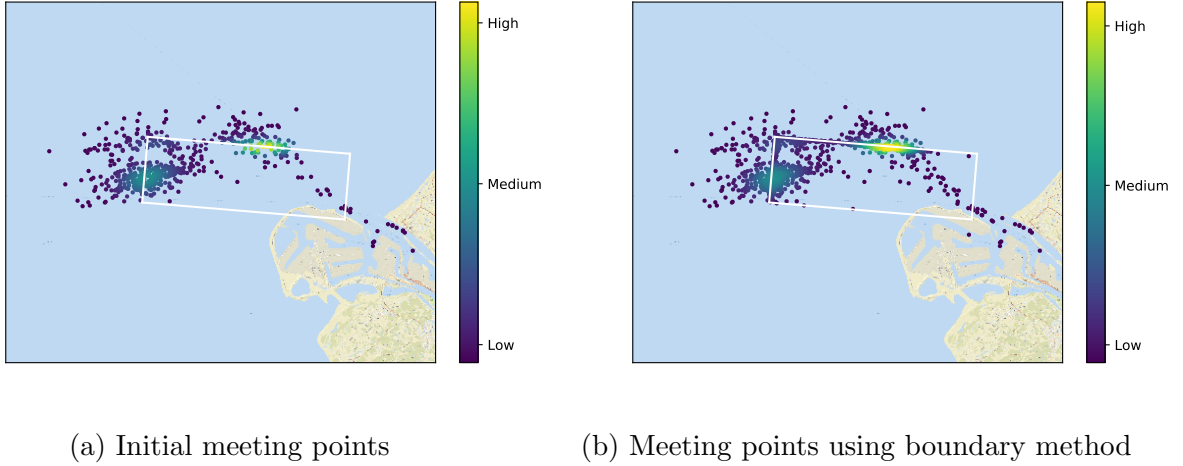 High
Medium
Low
High
Medium
Low
(a) Initial meeting points
(b) Meeting points using boundary method